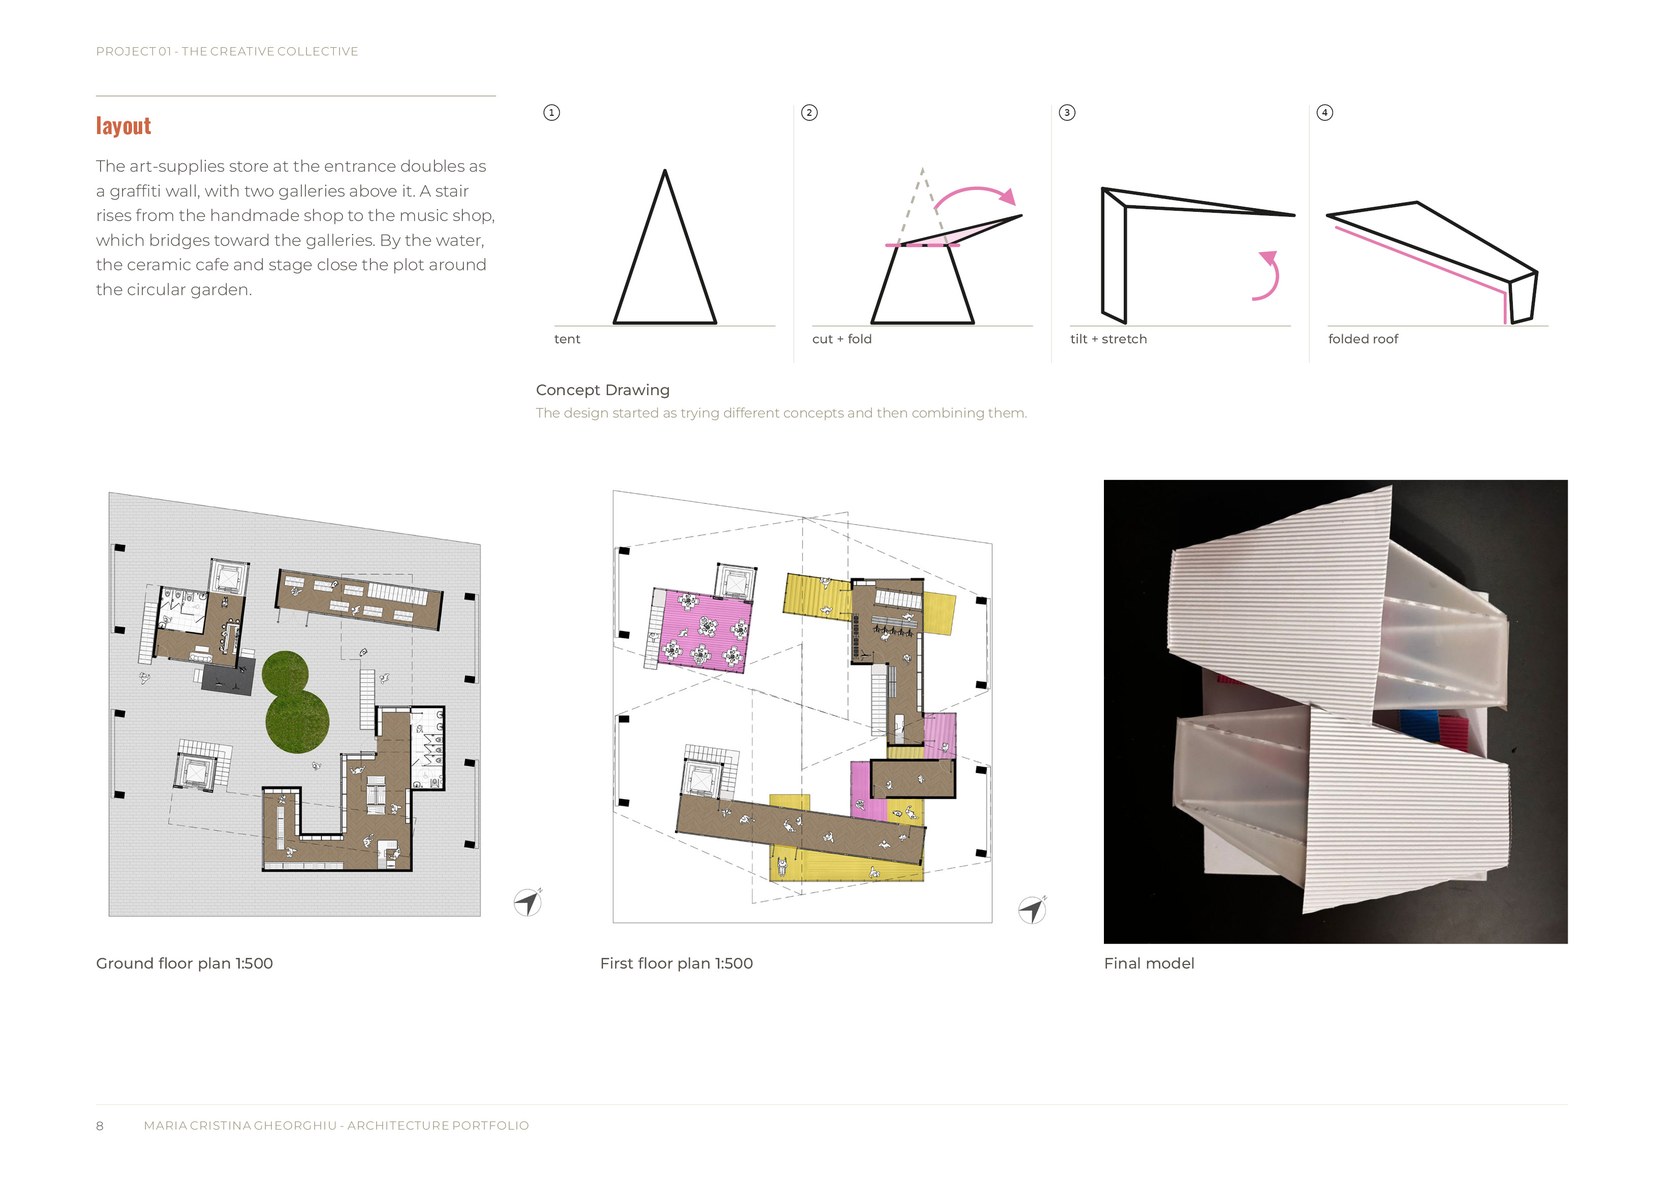 PROJECT 01 - THE CREATIVE COLLECTIVE
layout
The art-supplies store at the entrance doubles as
a graffiti wall, with two galleries above it. A stair
rises from the handmade shop to the music shop,
which bridges toward the galleries. By the water,
the ceramic cafe and stage close the plot around
the circular garden.
1
tent
2
cut + fold
3
tilt + stretch
4
folded roof
Concept Drawing
The design started as trying different concepts and then combining them.
N
Ground floor plan 1:500
N
First floor plan 1:500
Final model
8
MARIA CRISTINA GHEORGHIU - ARCHITECTURE PORTFOLIO